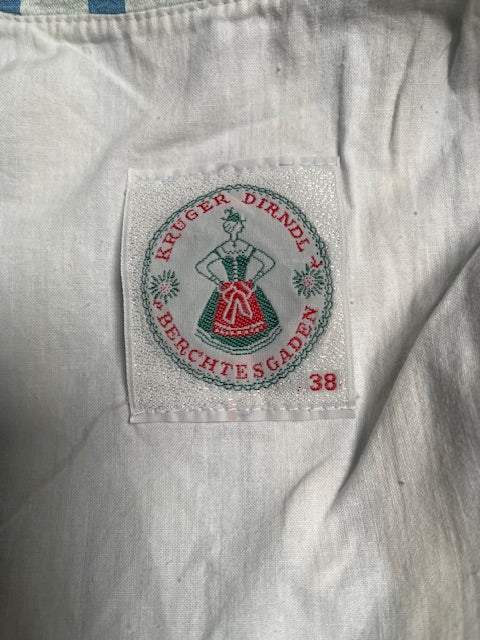 KRUGER DIRNDL
BERCHTESGADEN
38